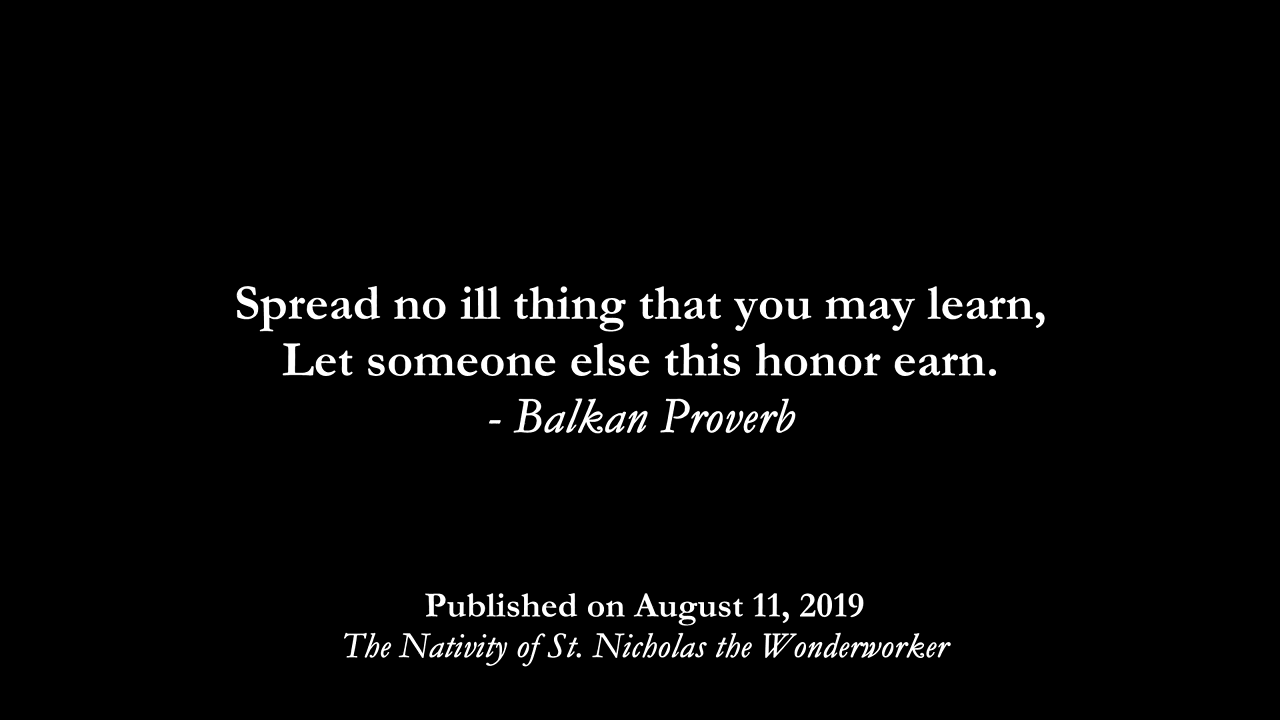 Spread no ill thing that you may learn,
Let someone else this honor earn.
- Balkan Proverb
Published on August 11, 2019
The Nativity of St. Nicholas the Wonderworker